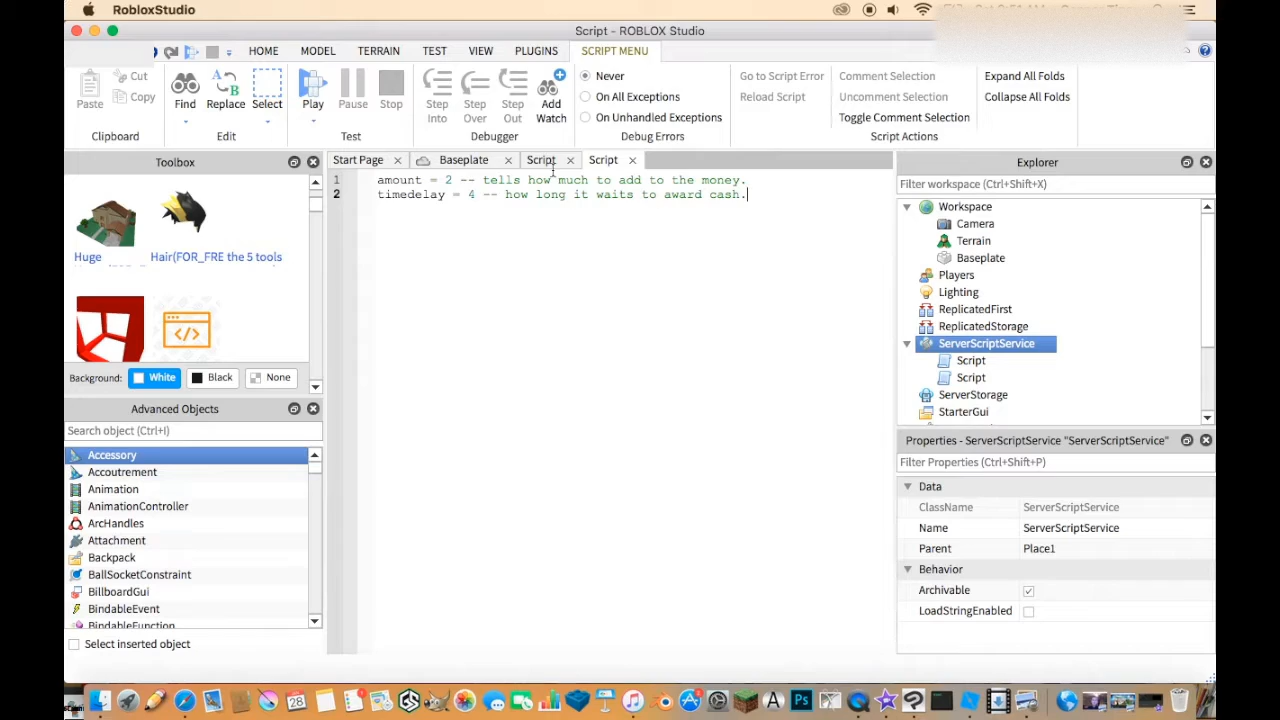 RobloxStudio
Script - ROBLOX Studio
HOME MODEL TERRAIN TEST VIEW PLUGINS SCRIPT MENU
Paste Cut Copy Find Replace Select Play Pause Stop Step Into Step Over Step Out Add Watch
Never
On All Exceptions
On Unhandled Exceptions
Go to Script Error
Reload Script
Comment Selection
Uncomment Selection
Toggle Comment Selection
Expand All Folds
Collapse All Folds
Clipboard Edit Test Debugger Debug Errors Script Actions
Toolbox
Huge Hair(FOR_FRE the 5 tools
Background: White Black None
Advanced Objects
Search object (Ctrl+I)
Accessory
Accoutrement
Animation
AnimationController
ArcHandles
Attachment
Backpack
BallSocketConstraint
BillboardGui
BindableEvent
BindableFunction
Select inserted object
Start Page Baseplate Script Script
1 amount = 2 -- tells how much to add to the money.
2 timedelay = 4 -- how long it waits to award cash.
Explorer
Filter workspace (Ctrl+Shift+X)
Workspace
Camera
Terrain
Baseplate
Players
Lighting
ReplicatedFirst
ReplicatedStorage
ServerScriptService
Script
Script
ServerStorage
StarterGui
Properties - ServerScriptService "ServerScriptService"
Filter Properties (Ctrl+Shift+P)
Data
ClassName ServerScriptService
Name ServerScriptService
Parent Place1
Behavior
Archivable
LoadStringEnabled